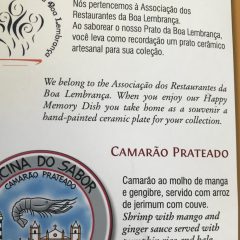 Boa Lembrança
Nós pertencemos à Associação dos
Restaurantes da Boa Lembrança.
Ao saborear o nosso Prato da Boa Lembrança,
você leva como recordação um prato cerâmico
artesanal para sua coleção.
We belong to the Associação dos Restaurantes da
Boa Lembrança. When you enjoy our Happy
Memory Dish you take home as a souvenir a
hand-painted ceramic plate for your collection.
CAMARÃO PRATEADO
CINA DO SABOR
CAMARÃO PRATEADO
Camarão ao molho de manga
e gengibre, servido com arroz
de jerimum com couve.
Shrimp with mango and
ginger sauce served with